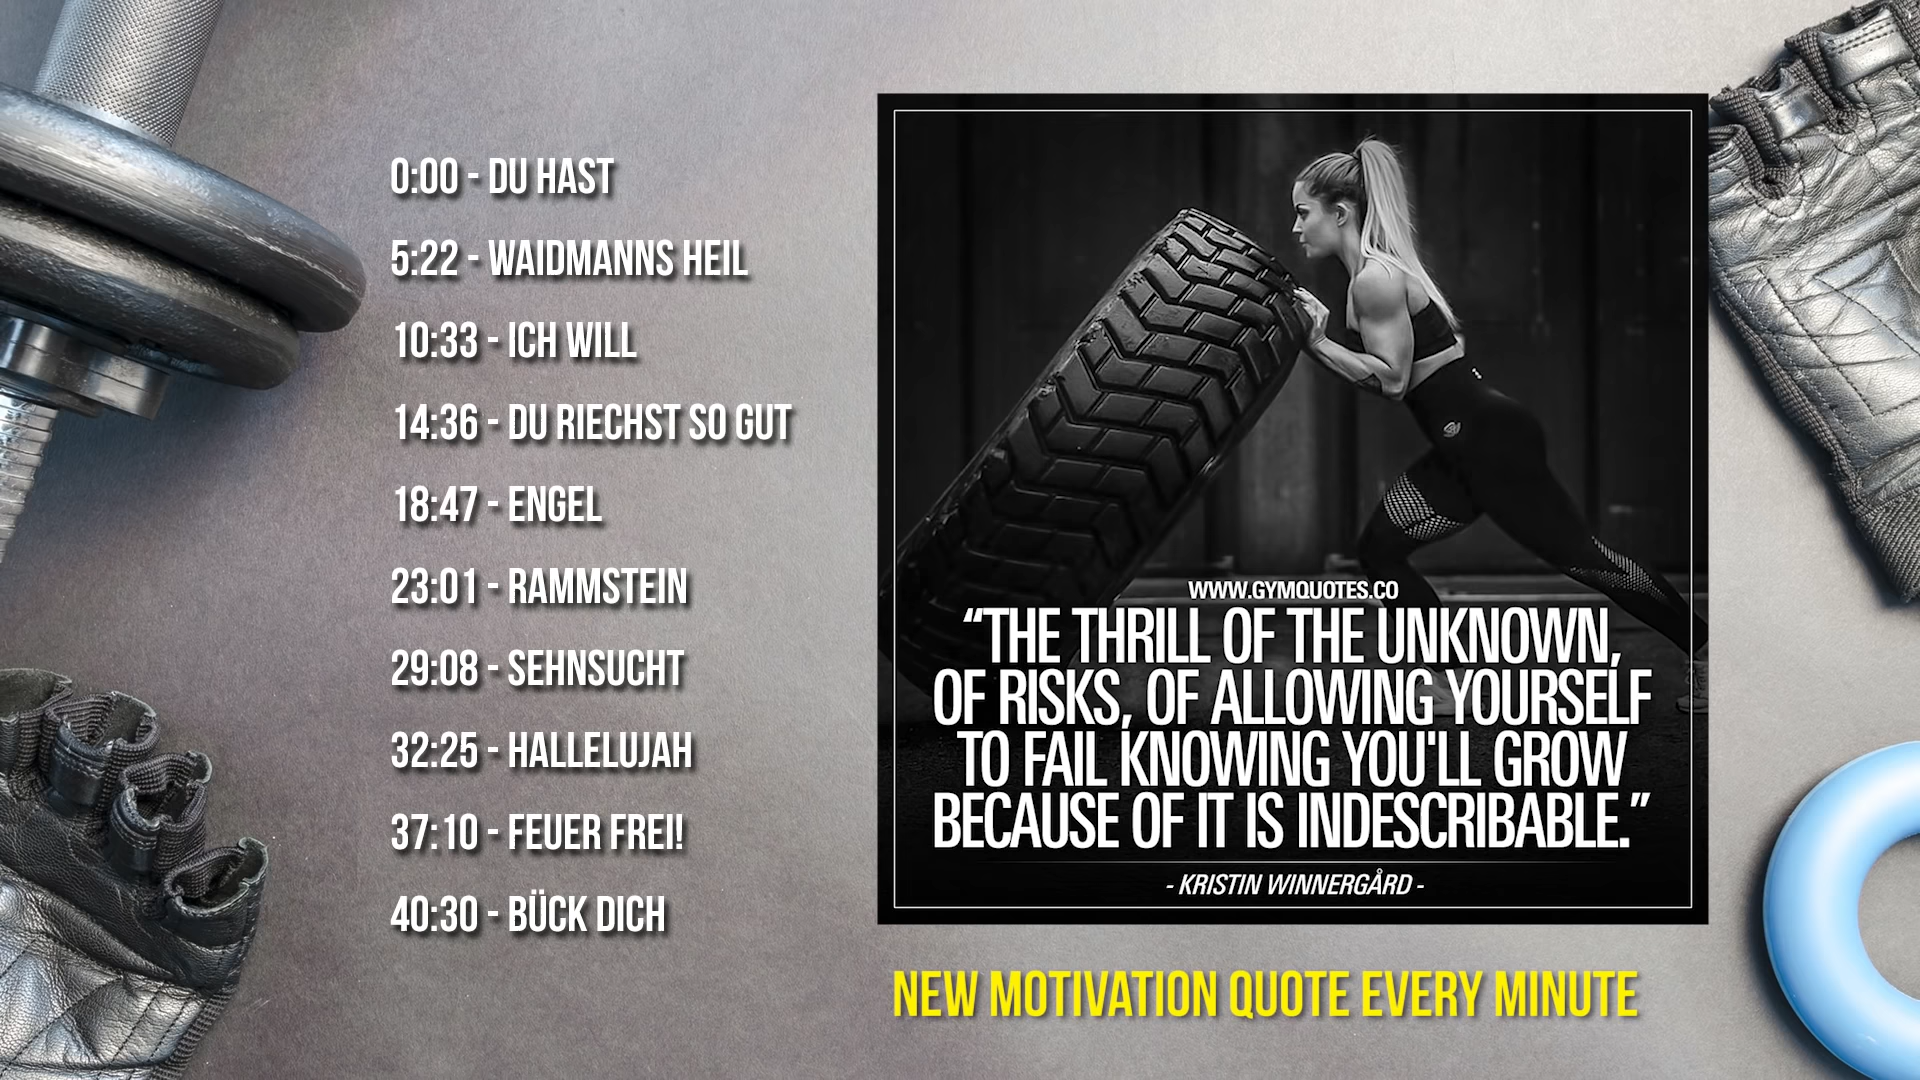 0:00 - DU HAST
5:22 - WAIDMANNS HEIL
10:33 - ICH WILL
14:36 - DU RIECHST SO GUT
18:47 - ENGEL
23:01 - RAMMSTEIN
29:08 - SEHNSUCHT
32:25 - HALLELUJAH
37:10 - FEUER FREI!
40:30 - BÜCK DICH
WWW.GYMQUOTES.CO
“THE THRILL OF THE UNKNOWN,
OF RISKS, OF ALLOWING YOURSELF
TO FAIL KNOWING YOU'LL GROW
BECAUSE OF IT IS INDESCRIBABLE.”
- KRISTIN WINNERGÅRD -
NEW MOTIVATION QUOTE EVERY MINUTE